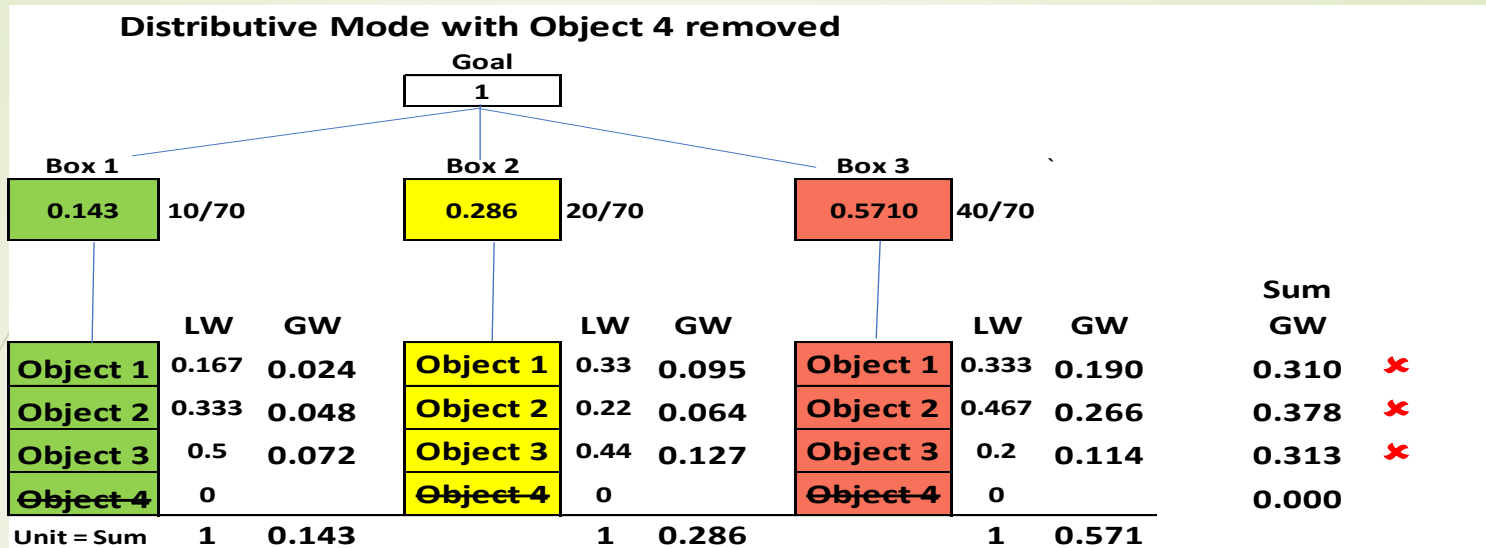 Distributive Mode with Object 4 removed
Goal
1
Box 1 Box 2 Box 3 `
0.143 10/70 0.286 20/70 0.5710 40/70
Sum
LW GW LW GW LW GW GW
Object 1 0.167 0.024 Object 1 0.33 0.095 Object 1 0.333 0.190 0.310 ×
Object 2 0.333 0.048 Object 2 0.22 0.064 Object 2 0.467 0.266 0.378 ×
Object 3 0.5 0.072 Object 3 0.44 0.127 Object 3 0.2 0.114 0.313 ×
Object 4 0 Object 4 0 Object 4 0 0.000
Unit = Sum 1 0.143 1 0.286 1 0.571